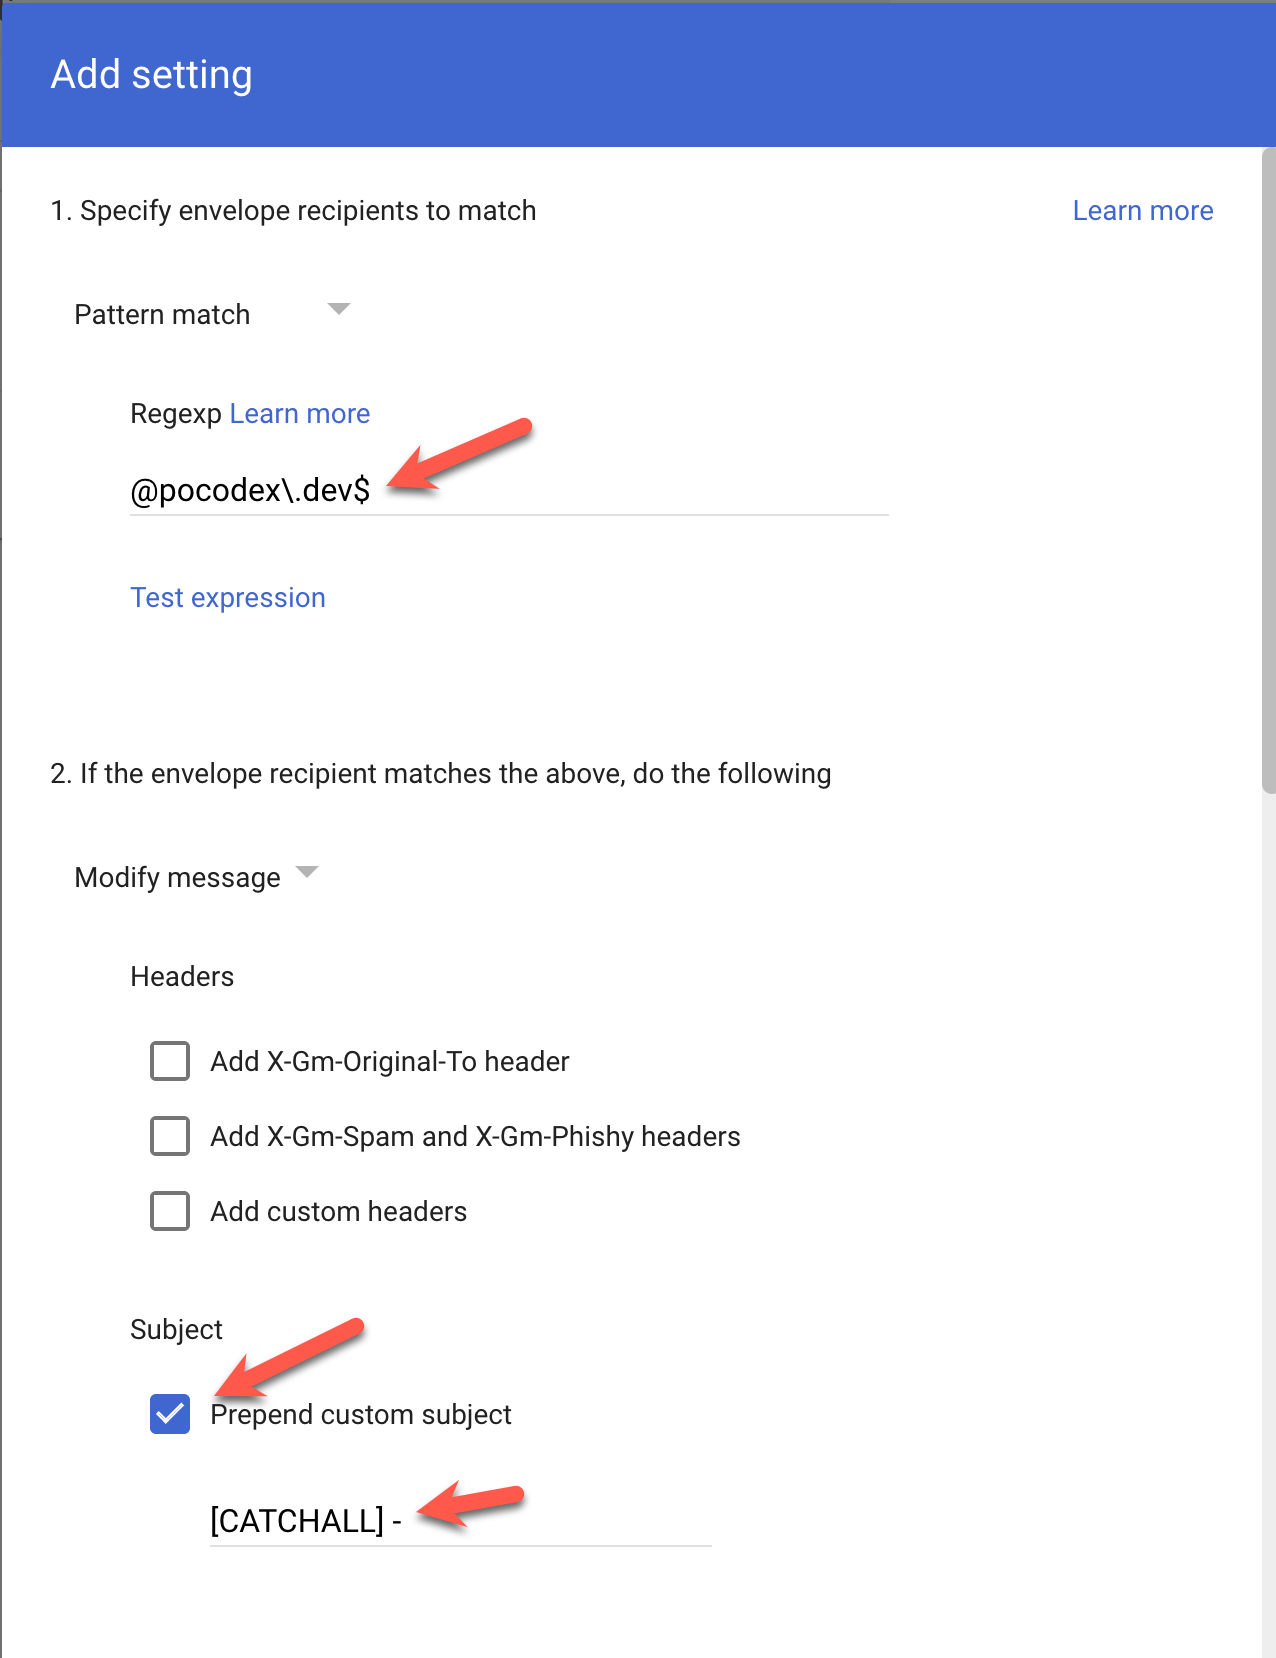 Add setting
1. Specify envelope recipients to match
Learn more
Pattern match
Regexp Learn more
@pocodex\.dev$
Test expression
2. If the envelope recipient matches the above, do the following
Modify message
Headers
Add X-Gm-Original-To header
Add X-Gm-Spam and X-Gm-Phishy headers
Add custom headers
Subject
Prepend custom subject
[CATCHALL] -